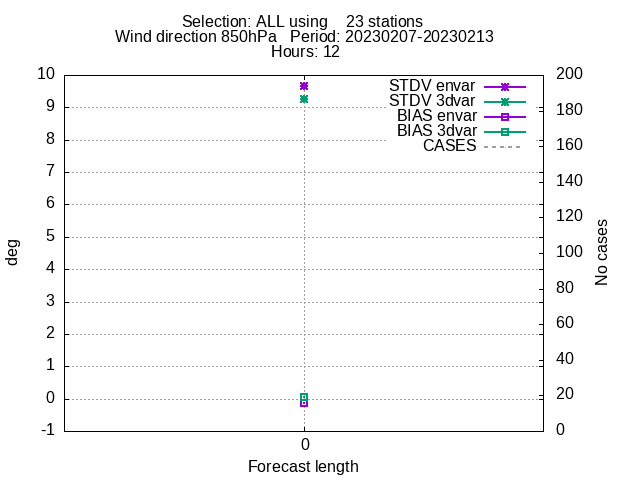 Selection: ALL using    23 stations
Wind direction 850hPa   Period: 20230207-20230213
Hours: 12
10
9
8
7
6
5
4
3
2
1
0
-1
deg
STDV envar
STDV 3dvar
BIAS envar
BIAS 3dvar
CASES
200
180
160
140
120
100
80
60
40
20
0
No cases
0
Forecast length